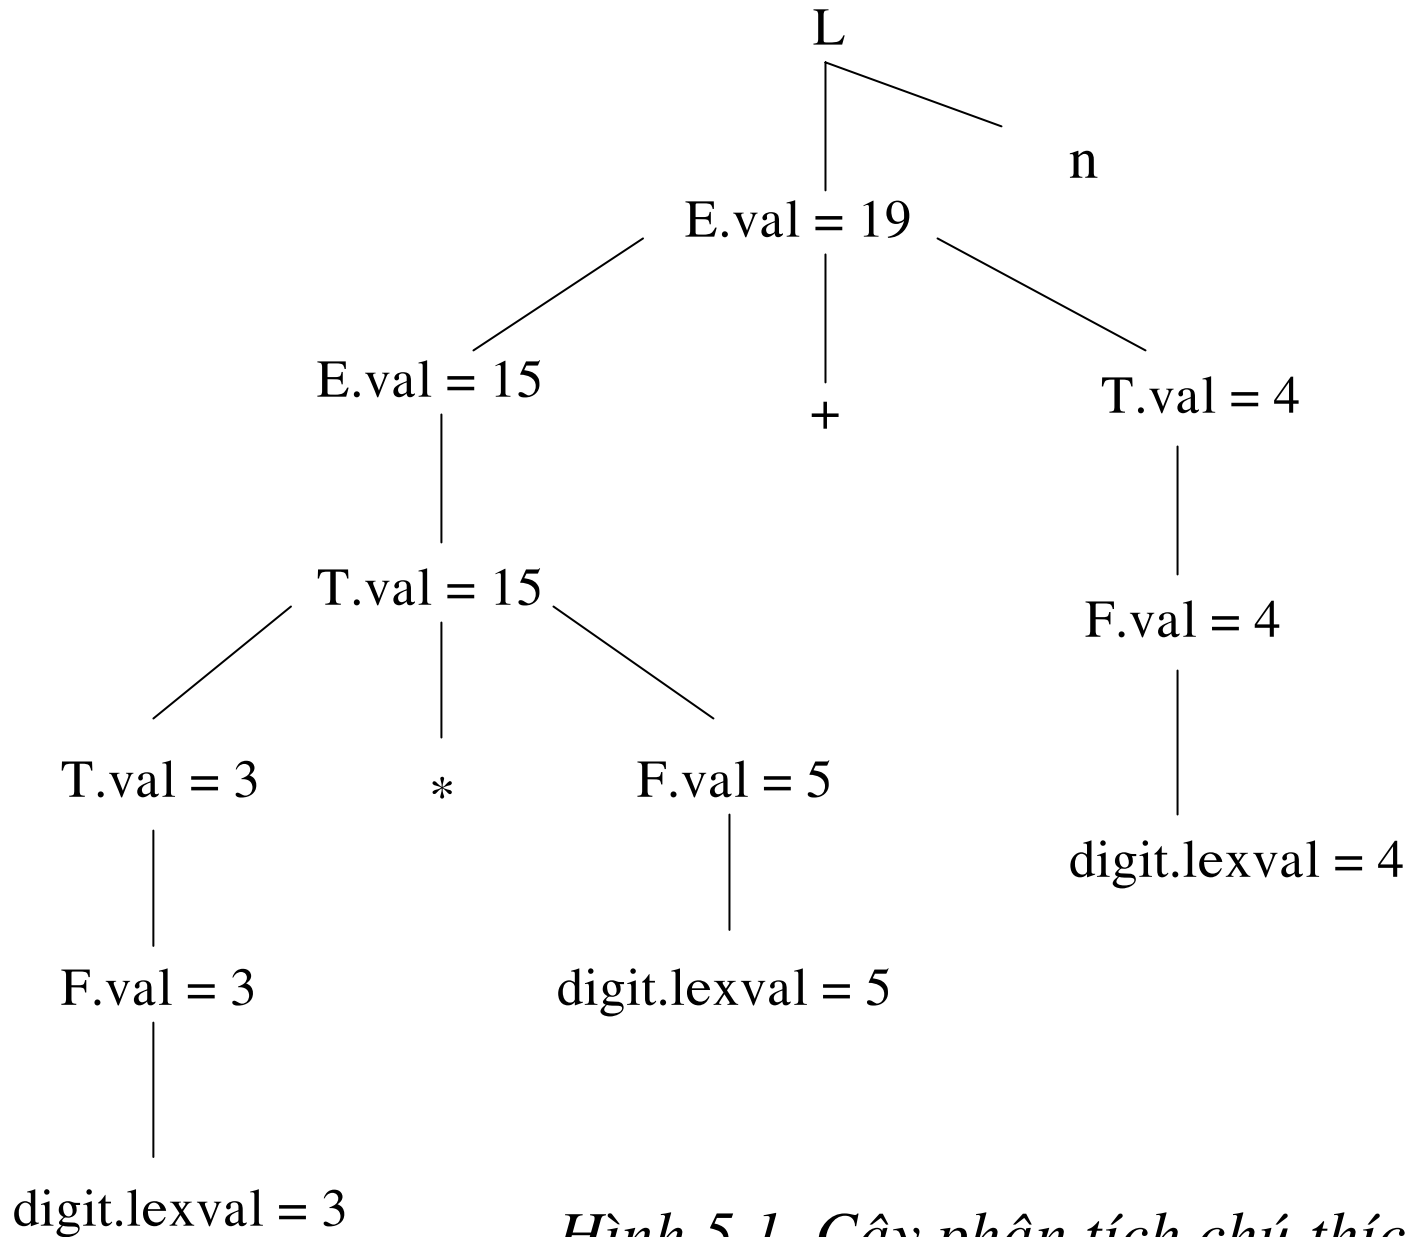 L
n
E.val = 19
E.val = 15
+
T.val = 4
T.val = 15
F.val = 4
T.val = 3
*
F.val = 5
digit.lexval = 4
F.val = 3
digit.lexval = 5
digit.lexval = 3
Hình 5.1. Cây phân tích chú